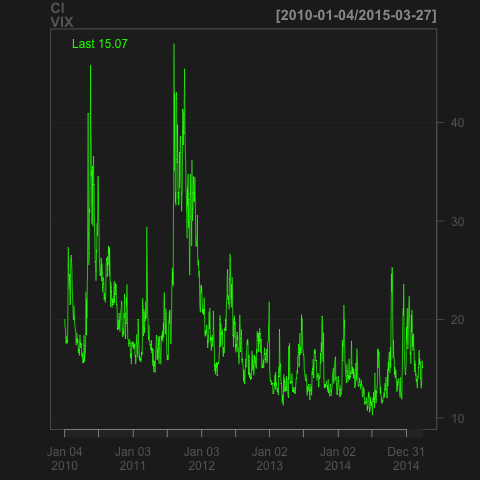 CI
VIX
[2010-01-04/2015-03-27]
Last 15.07
40
30
20
10
Jan 04 2010
Jan 03 2011
Jan 03 2012
Jan 02 2013
Jan 02 2014
Dec 31 2014